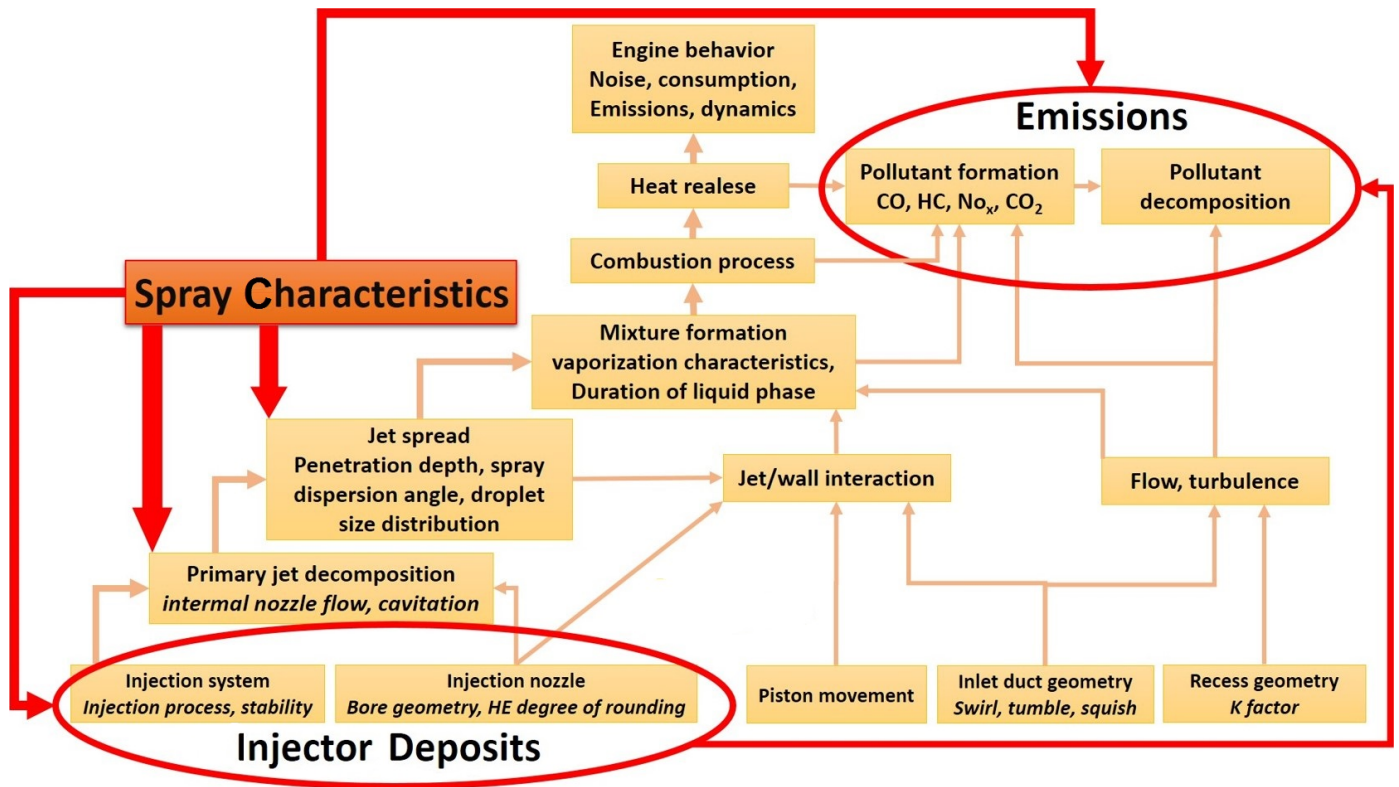 Engine behavior
Noise, consumption,
Emissions, dynamics
Emissions
Heat realese
Pollutant formation
CO, HC, Noₓ, CO₂
Pollutant
decomposition
Combustion process
Spray Characteristics
Mixture formation
vaporization characteristics,
Duration of liquid phase
Jet spread
Penetration depth, spray
dispersion angle, droplet
size distribution
Jet/wall interaction
Flow, turbulence
Primary jet decomposition
intermal nozzle flow, cavitation
Injection system
Injection process, stability
Injection nozzle
Bore geometry, HE degree of rounding
Piston movement
Inlet duct geometry
Swirl, tumble, squish
Recess geometry
K factor
Injector Deposits